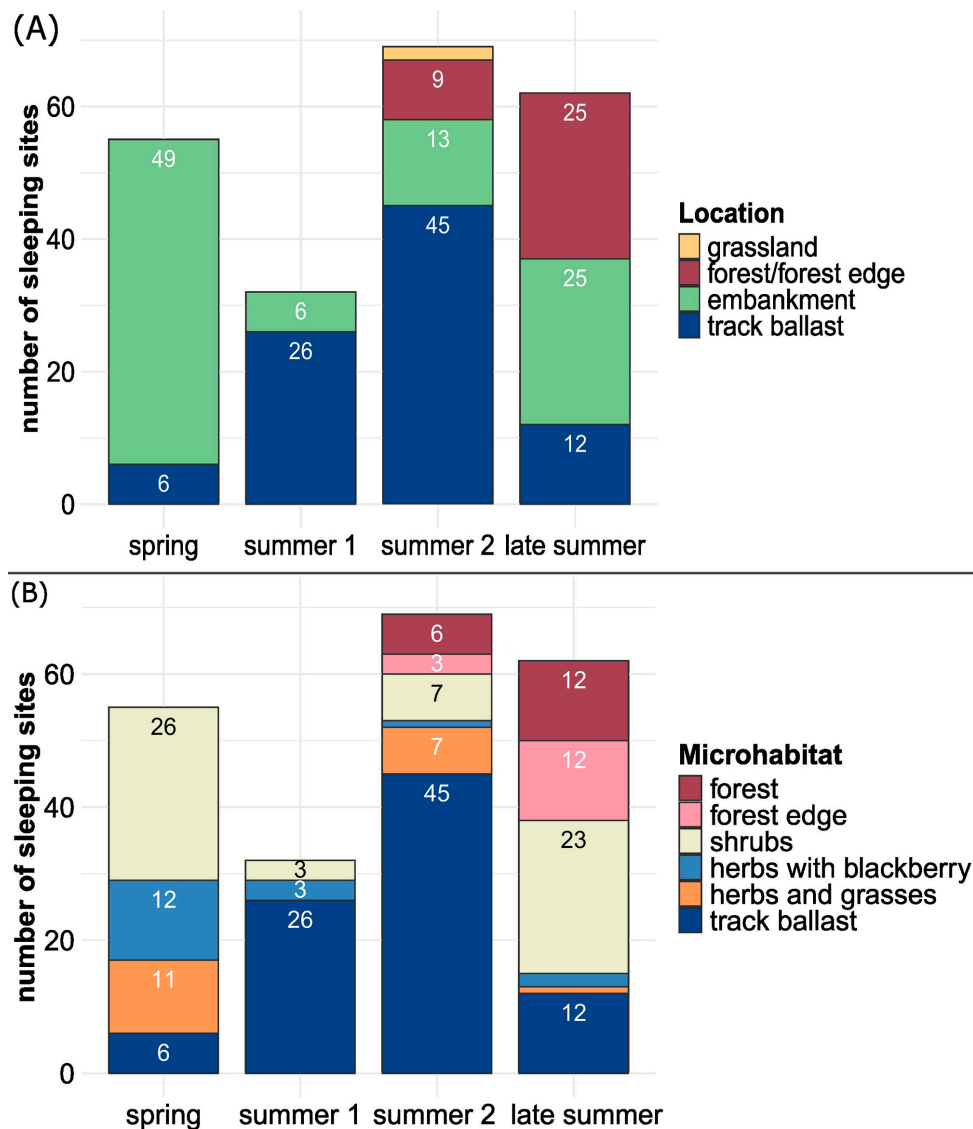 (A)
number of sleeping sites
60
40
20
0
49
6
6
26
9
13
45
25
25
12
spring
summer 1
summer 2
late summer
Location
grassland
forest/forest edge
embankment
track ballast
(B)
number of sleeping sites
60
40
20
0
26
12
11
6
3
3
26
6
3
7
7
45
12
12
23
12
spring
summer 1
summer 2
late summer
Microhabitat
forest
forest edge
shrubs
herbs with blackberry
herbs and grasses
track ballast